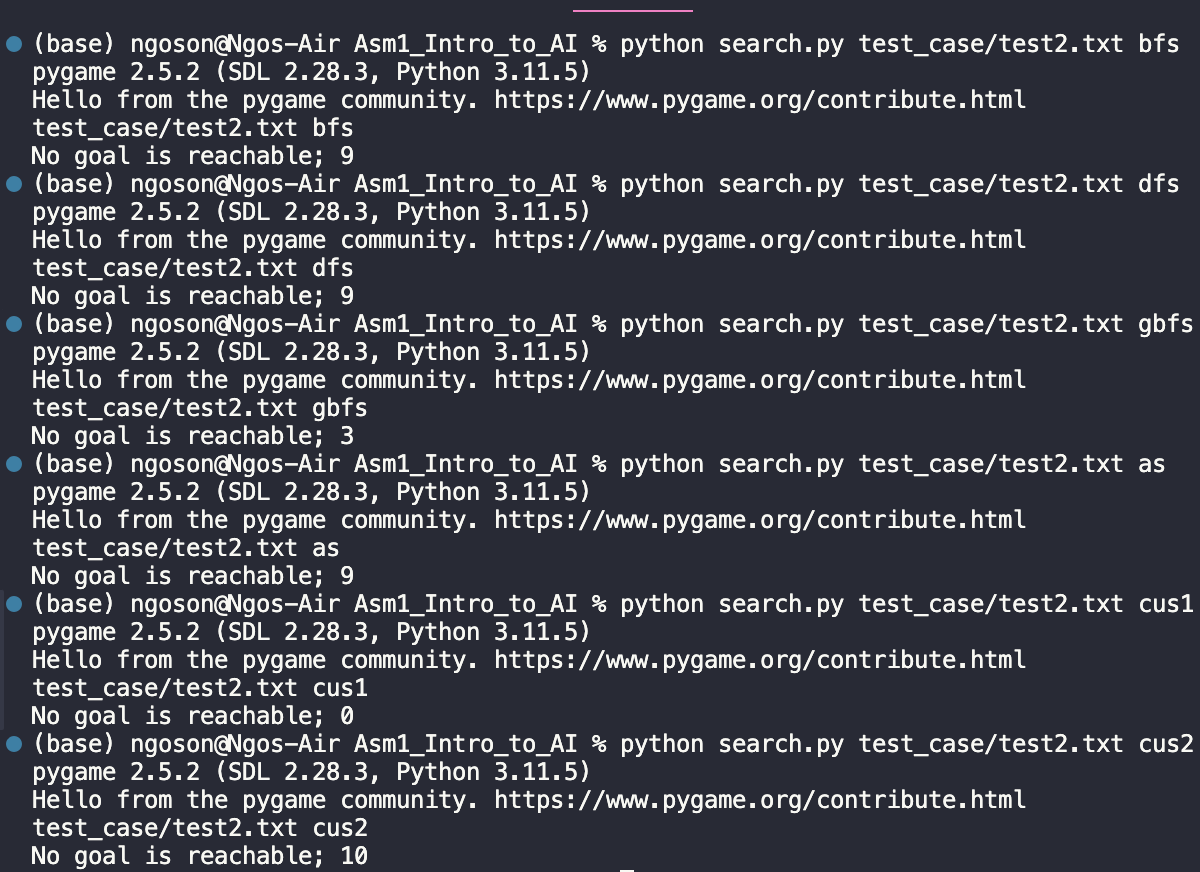 (base) ngoson@Ngos-Air Asm1_Intro_to_AI % python search.py test_case/test2.txt bfs
pygame 2.5.2 (SDL 2.28.3, Python 3.11.5)
Hello from the pygame community. https://www.pygame.org/contribute.html
test_case/test2.txt bfs
No goal is reachable; 9
(base) ngoson@Ngos-Air Asm1_Intro_to_AI % python search.py test_case/test2.txt dfs
pygame 2.5.2 (SDL 2.28.3, Python 3.11.5)
Hello from the pygame community. https://www.pygame.org/contribute.html
test_case/test2.txt dfs
No goal is reachable; 9
(base) ngoson@Ngos-Air Asm1_Intro_to_AI % python search.py test_case/test2.txt gbfs
pygame 2.5.2 (SDL 2.28.3, Python 3.11.5)
Hello from the pygame community. https://www.pygame.org/contribute.html
test_case/test2.txt gbfs
No goal is reachable; 3
(base) ngoson@Ngos-Air Asm1_Intro_to_AI % python search.py test_case/test2.txt as
pygame 2.5.2 (SDL 2.28.3, Python 3.11.5)
Hello from the pygame community. https://www.pygame.org/contribute.html
test_case/test2.txt as
No goal is reachable; 9
(base) ngoson@Ngos-Air Asm1_Intro_to_AI % python search.py test_case/test2.txt cus1
pygame 2.5.2 (SDL 2.28.3, Python 3.11.5)
Hello from the pygame community. https://www.pygame.org/contribute.html
test_case/test2.txt cus1
No goal is reachable; 0
(base) ngoson@Ngos-Air Asm1_Intro_to_AI % python search.py test_case/test2.txt cus2
pygame 2.5.2 (SDL 2.28.3, Python 3.11.5)
Hello from the pygame community. https://www.pygame.org/contribute.html
test_case/test2.txt cus2
No goal is reachable; 10